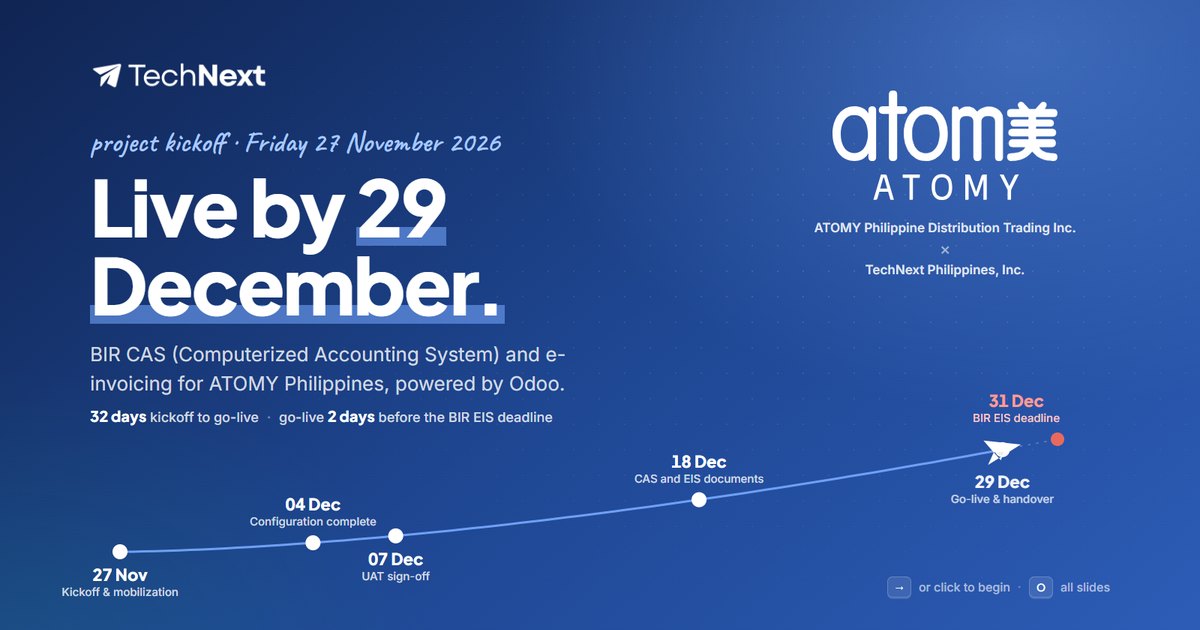 TechNext
project kickoff · Friday 27 November 2026
Live by 29
December.
BIR CAS (Computerized Accounting System) and e-
invoicing for ATOMY Philippines, powered by Odoo.
32 days kickoff to go-live · go-live 2 days before the BIR EIS deadline
atom美
ATOMY
ATOMY Philippine Distribution Trading Inc.
×
TechNext Philippines, Inc.
27 Nov
Kickoff & mobilization
04 Dec
Configuration complete
07 Dec
UAT sign-off
18 Dec
CAS and EIS documents
29 Dec
Go-live & handover
31 Dec
BIR EIS deadline
→ or click to begin · O all slides